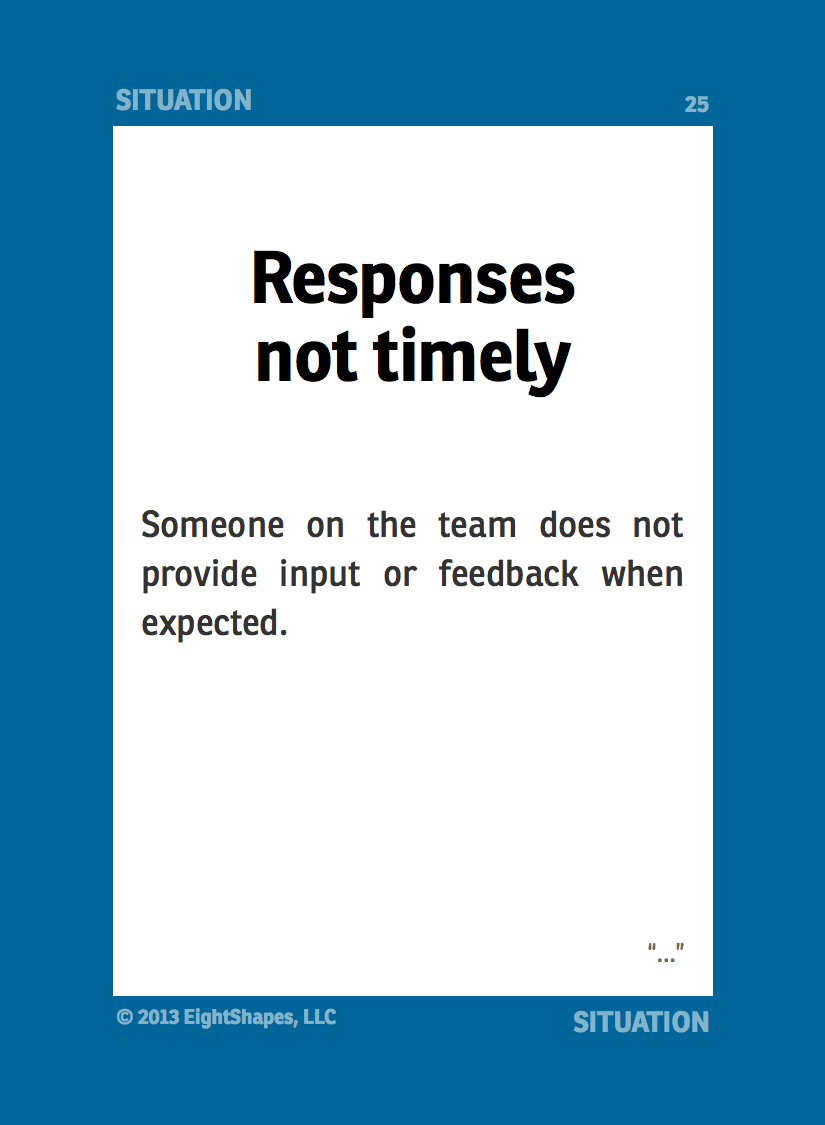 SITUATION
25
Responses
not timely
Someone on the team does not
provide input or feedback when
expected.
“...”
© 2013 EightShapes, LLC
SITUATION